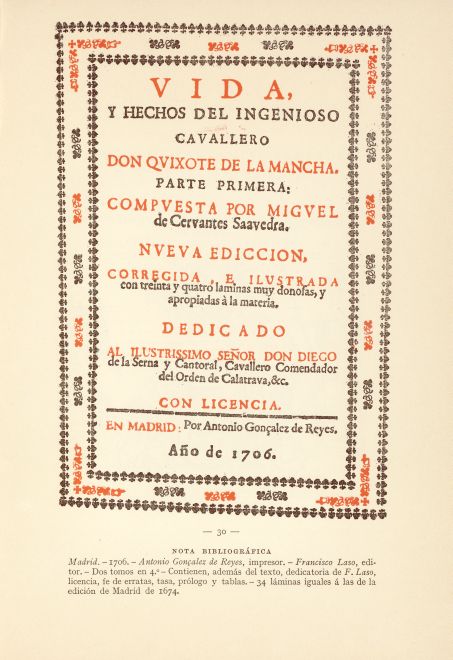 VIDA,
Y HECHOS DEL INGENIOSO
CAVALLERO
DON QVIXOTE DE LA MANCHA.
PARTE PRIMERA:
COMPVESTA POR MIGVEL
de Cervantes Saavedra.
NVEVA EDICCION,
CORREGIDA, E ILUSTRADA
con treinta y quatro laminas muy donosas, y
apropiadas à la materia.
DEDICADO
AL ILUSTRISSIMO SEÑOR DON DIEGO
de la Serna y Cantoral, Cavallero Comendador
del Orden de Calatrava, &c.
CON LICENCIA.
EN MADRID: Por Antonio Gonçalez de Reyes.
Año de 1706.
— 30 —
NOTA BIBLIOGRÁFICA
Madrid. – 1706. – Antonio Gonçalez de Reyes, impresor. – Francisco Laso, edi-
tor. – Dos tomos en 4.º – Contienen, además del texto, dedicatoria de F. Laso,
licencia, fe de erratas, tasa, prólogo y tablas. – 34 láminas iguales á las de la
edición de Madrid de 1674.